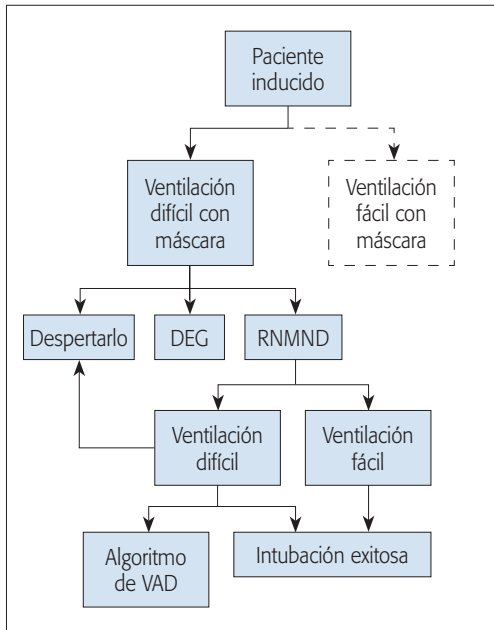 Paciente
inducido
Ventilación
difícil con
máscara
Ventilación
fácil con
máscara
Despertarlo
DEG
RNMND
Ventilación
difícil
Ventilación
fácil
Algoritmo
de VAD
Intubación exitosa